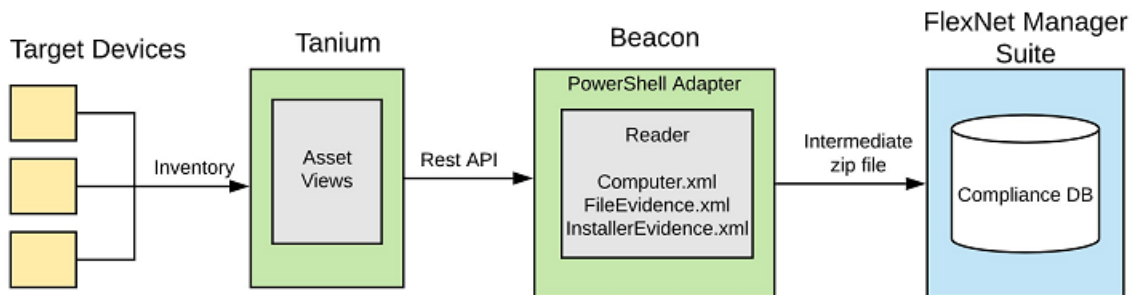 Target Devices
Tanium
Beacon
FlexNet Manager
Suite
Inventory
Asset
Views
Rest API
PowerShell Adapter
Reader
Computer.xml
FileEvidence.xml
InstallerEvidence.xml
Intermediate
zip file
Compliance DB